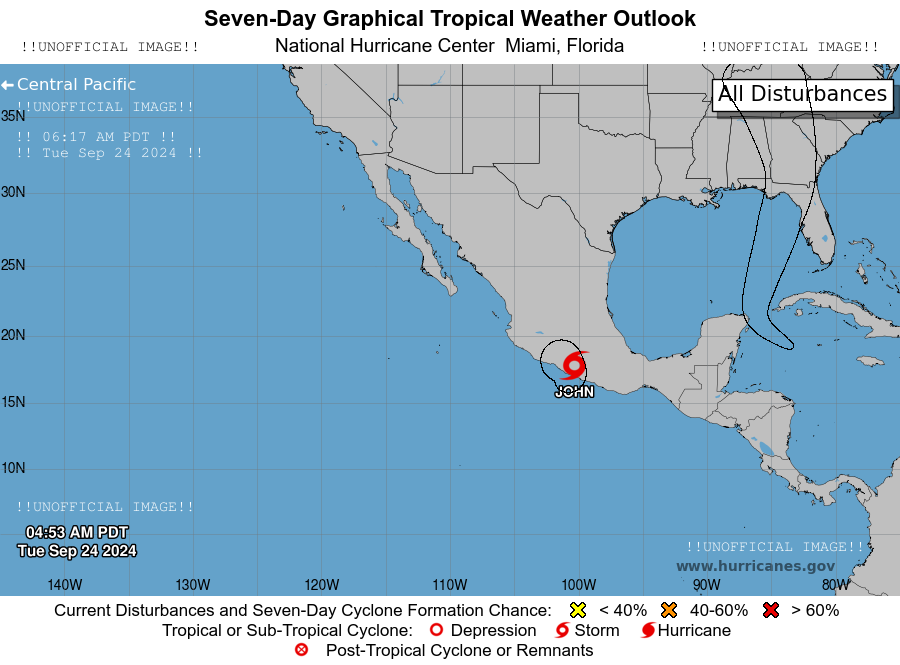 Seven-Day Graphical Tropical Weather Outlook
!!UNOFFICIAL IMAGE!! National Hurricane Center Miami, Florida !!UNOFFICIAL IMAGE!!
Central Pacific
All Disturbances
!!UNOFFICIAL IMAGE!!
35N
!! 06:17 AM PDT !!
!! Tue Sep 24 2024 !!
30N
25N
20N
JOHN
15N
10N
!!UNOFFICIAL IMAGE!!
04:53 AM PDT
Tue Sep 24 2024
!!UNOFFICIAL IMAGE!!
www.hurricanes.gov
140W 130W 120W 110W 100W 90W 80W
Current Disturbances and Seven-Day Cyclone Formation Chance: < 40% 40-60% > 60%
Tropical or Sub-Tropical Cyclone: Depression Storm Hurricane
Post-Tropical Cyclone or Remnants